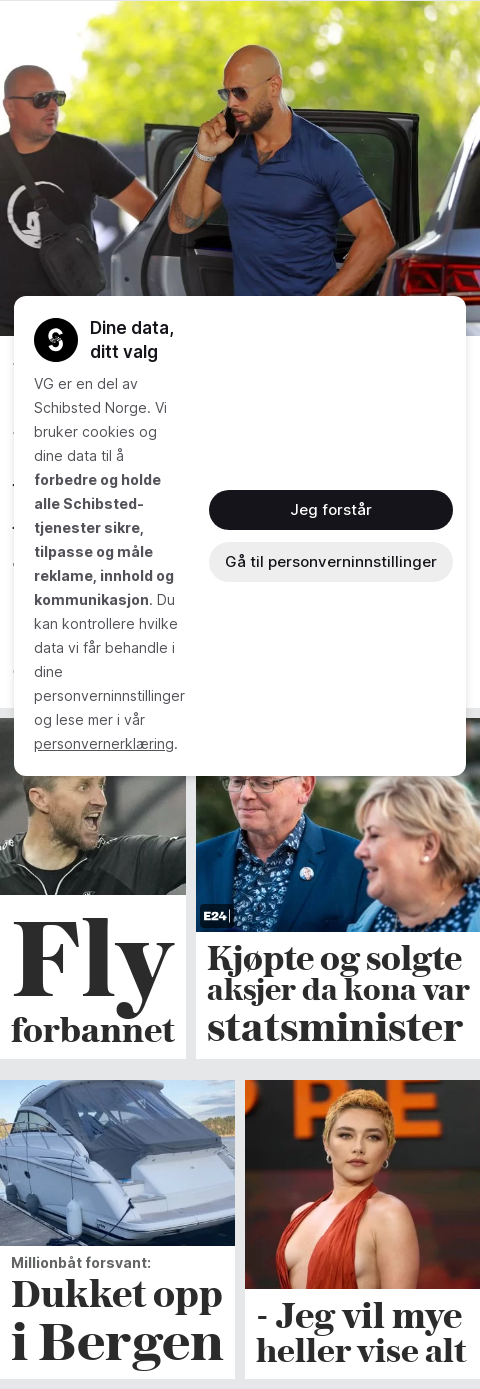 Dine data,
ditt valg
VG er en del av
Schibsted Norge. Vi
bruker cookies og
dine data til å
forbedre og holde
alle Schibsted-
tjenester sikre,
tilpasse og måle
reklame, innhold og
kommunikasjon. Du
kan kontrollere hvilke
data vi får behandle i
dine
personverninnstillinger
og lese mer i vår
personvernerklæring.
Jeg forstår
Gå til personverninnstillinger
Fly
forbannet
E24
Kjøpte og solgte
aksjer da kona var
statsminister
Millionbåt forsvant:
Dukket opp
i Bergen
- Jeg vil mye
heller vise alt